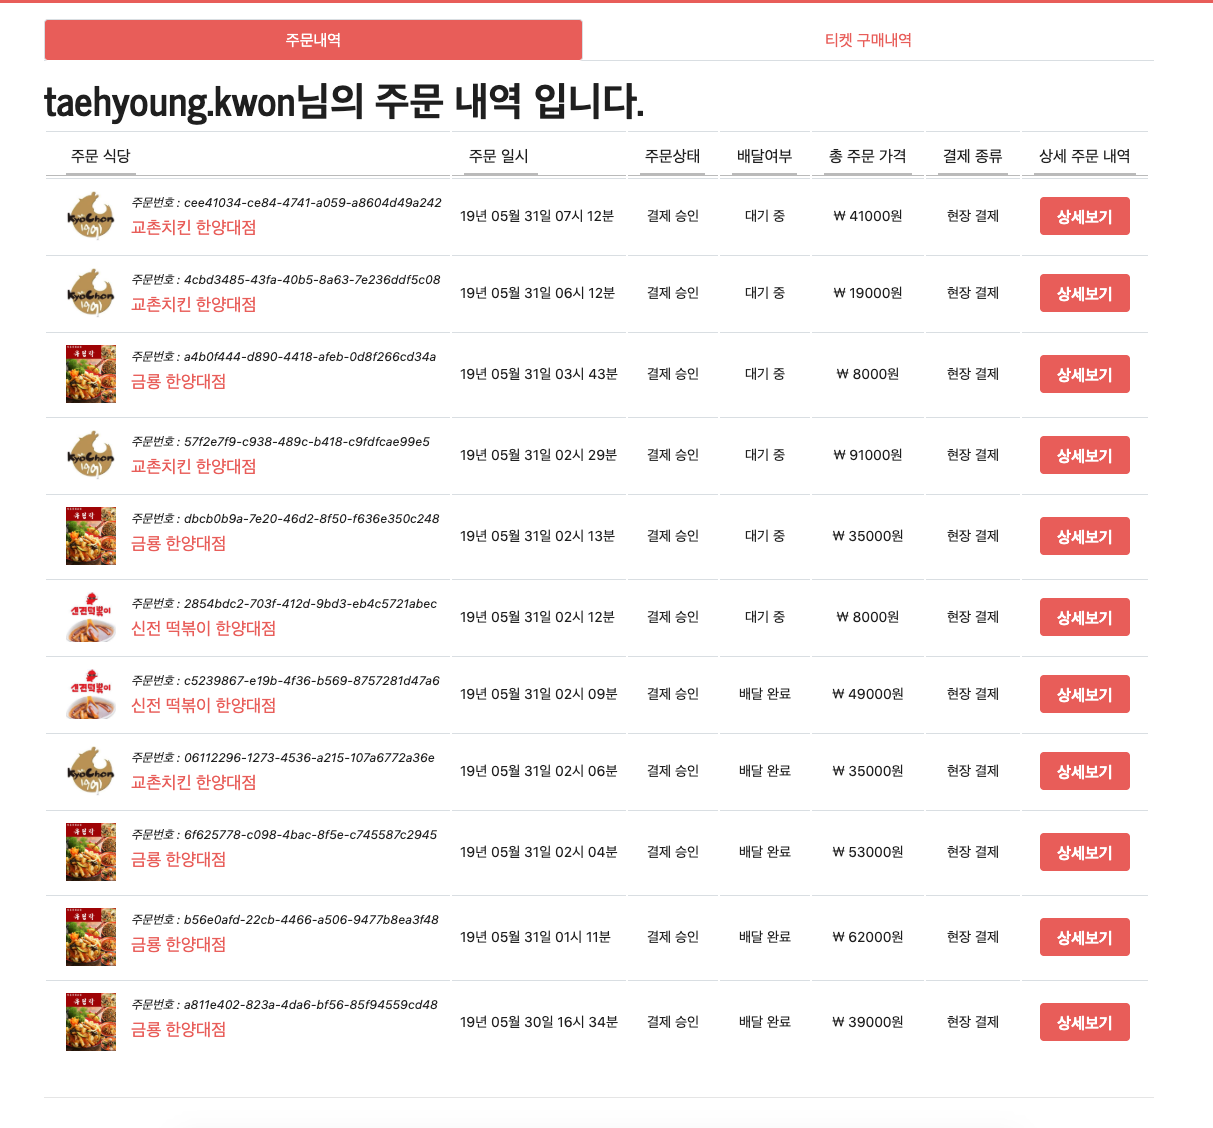 주문내역
티켓 구매내역
taehyoung.kwon님의 주문 내역 입니다.
주문 식당 주문 일시 주문상태 배달여부 총 주문 가격 결제 종류 상세 주문 내역
KyoChon 1991
주문번호 : cee41034-ce84-4741-a059-a8604d49a242
교촌치킨 한양대점
19년 05월 31일 07시 12분 결제 승인 대기 중 ₩ 41000원 현장 결제 상세보기
KyoChon 1991
주문번호 : 4cbd3485-43fa-40b5-8a63-7e236ddf5c08
교촌치킨 한양대점
19년 05월 31일 06시 12분 결제 승인 대기 중 ₩ 19000원 현장 결제 상세보기
주문번호 : a4b0f444-d890-4418-afeb-0d8f266cd34a
금룡 한양대점
19년 05월 31일 03시 43분 결제 승인 대기 중 ₩ 8000원 현장 결제 상세보기
KyoChon 1991
주문번호 : 57f2e7f9-c938-489c-b418-c9fdfcae99e5
교촌치킨 한양대점
19년 05월 31일 02시 29분 결제 승인 대기 중 ₩ 91000원 현장 결제 상세보기
주문번호 : dbcb0b9a-7e20-46d2-8f50-f636e350c248
금룡 한양대점
19년 05월 31일 02시 13분 결제 승인 대기 중 ₩ 35000원 현장 결제 상세보기
신전떡볶이
주문번호 : 2854bdc2-703f-412d-9bd3-eb4c5721abec
신전 떡볶이 한양대점
19년 05월 31일 02시 12분 결제 승인 대기 중 ₩ 8000원 현장 결제 상세보기
신전떡볶이
주문번호 : c5239867-e19b-4f36-b569-8757281d47a6
신전 떡볶이 한양대점
19년 05월 31일 02시 09분 결제 승인 배달 완료 ₩ 49000원 현장 결제 상세보기
KyoChon 1991
주문번호 : 06112296-1273-4536-a215-107a6772a36e
교촌치킨 한양대점
19년 05월 31일 02시 06분 결제 승인 배달 완료 ₩ 35000원 현장 결제 상세보기
주문번호 : 6f625778-c098-4bac-8f5e-c745587c2945
금룡 한양대점
19년 05월 31일 02시 04분 결제 승인 배달 완료 ₩ 53000원 현장 결제 상세보기
주문번호 : b56e0afd-22cb-4466-a506-9477b8ea3f48
금룡 한양대점
19년 05월 31일 01시 11분 결제 승인 배달 완료 ₩ 62000원 현장 결제 상세보기
주문번호 : a811e402-823a-4da6-bf56-85f94559cd48
금룡 한양대점
19년 05월 30일 16시 34분 결제 승인 배달 완료 ₩ 39000원 현장 결제 상세보기